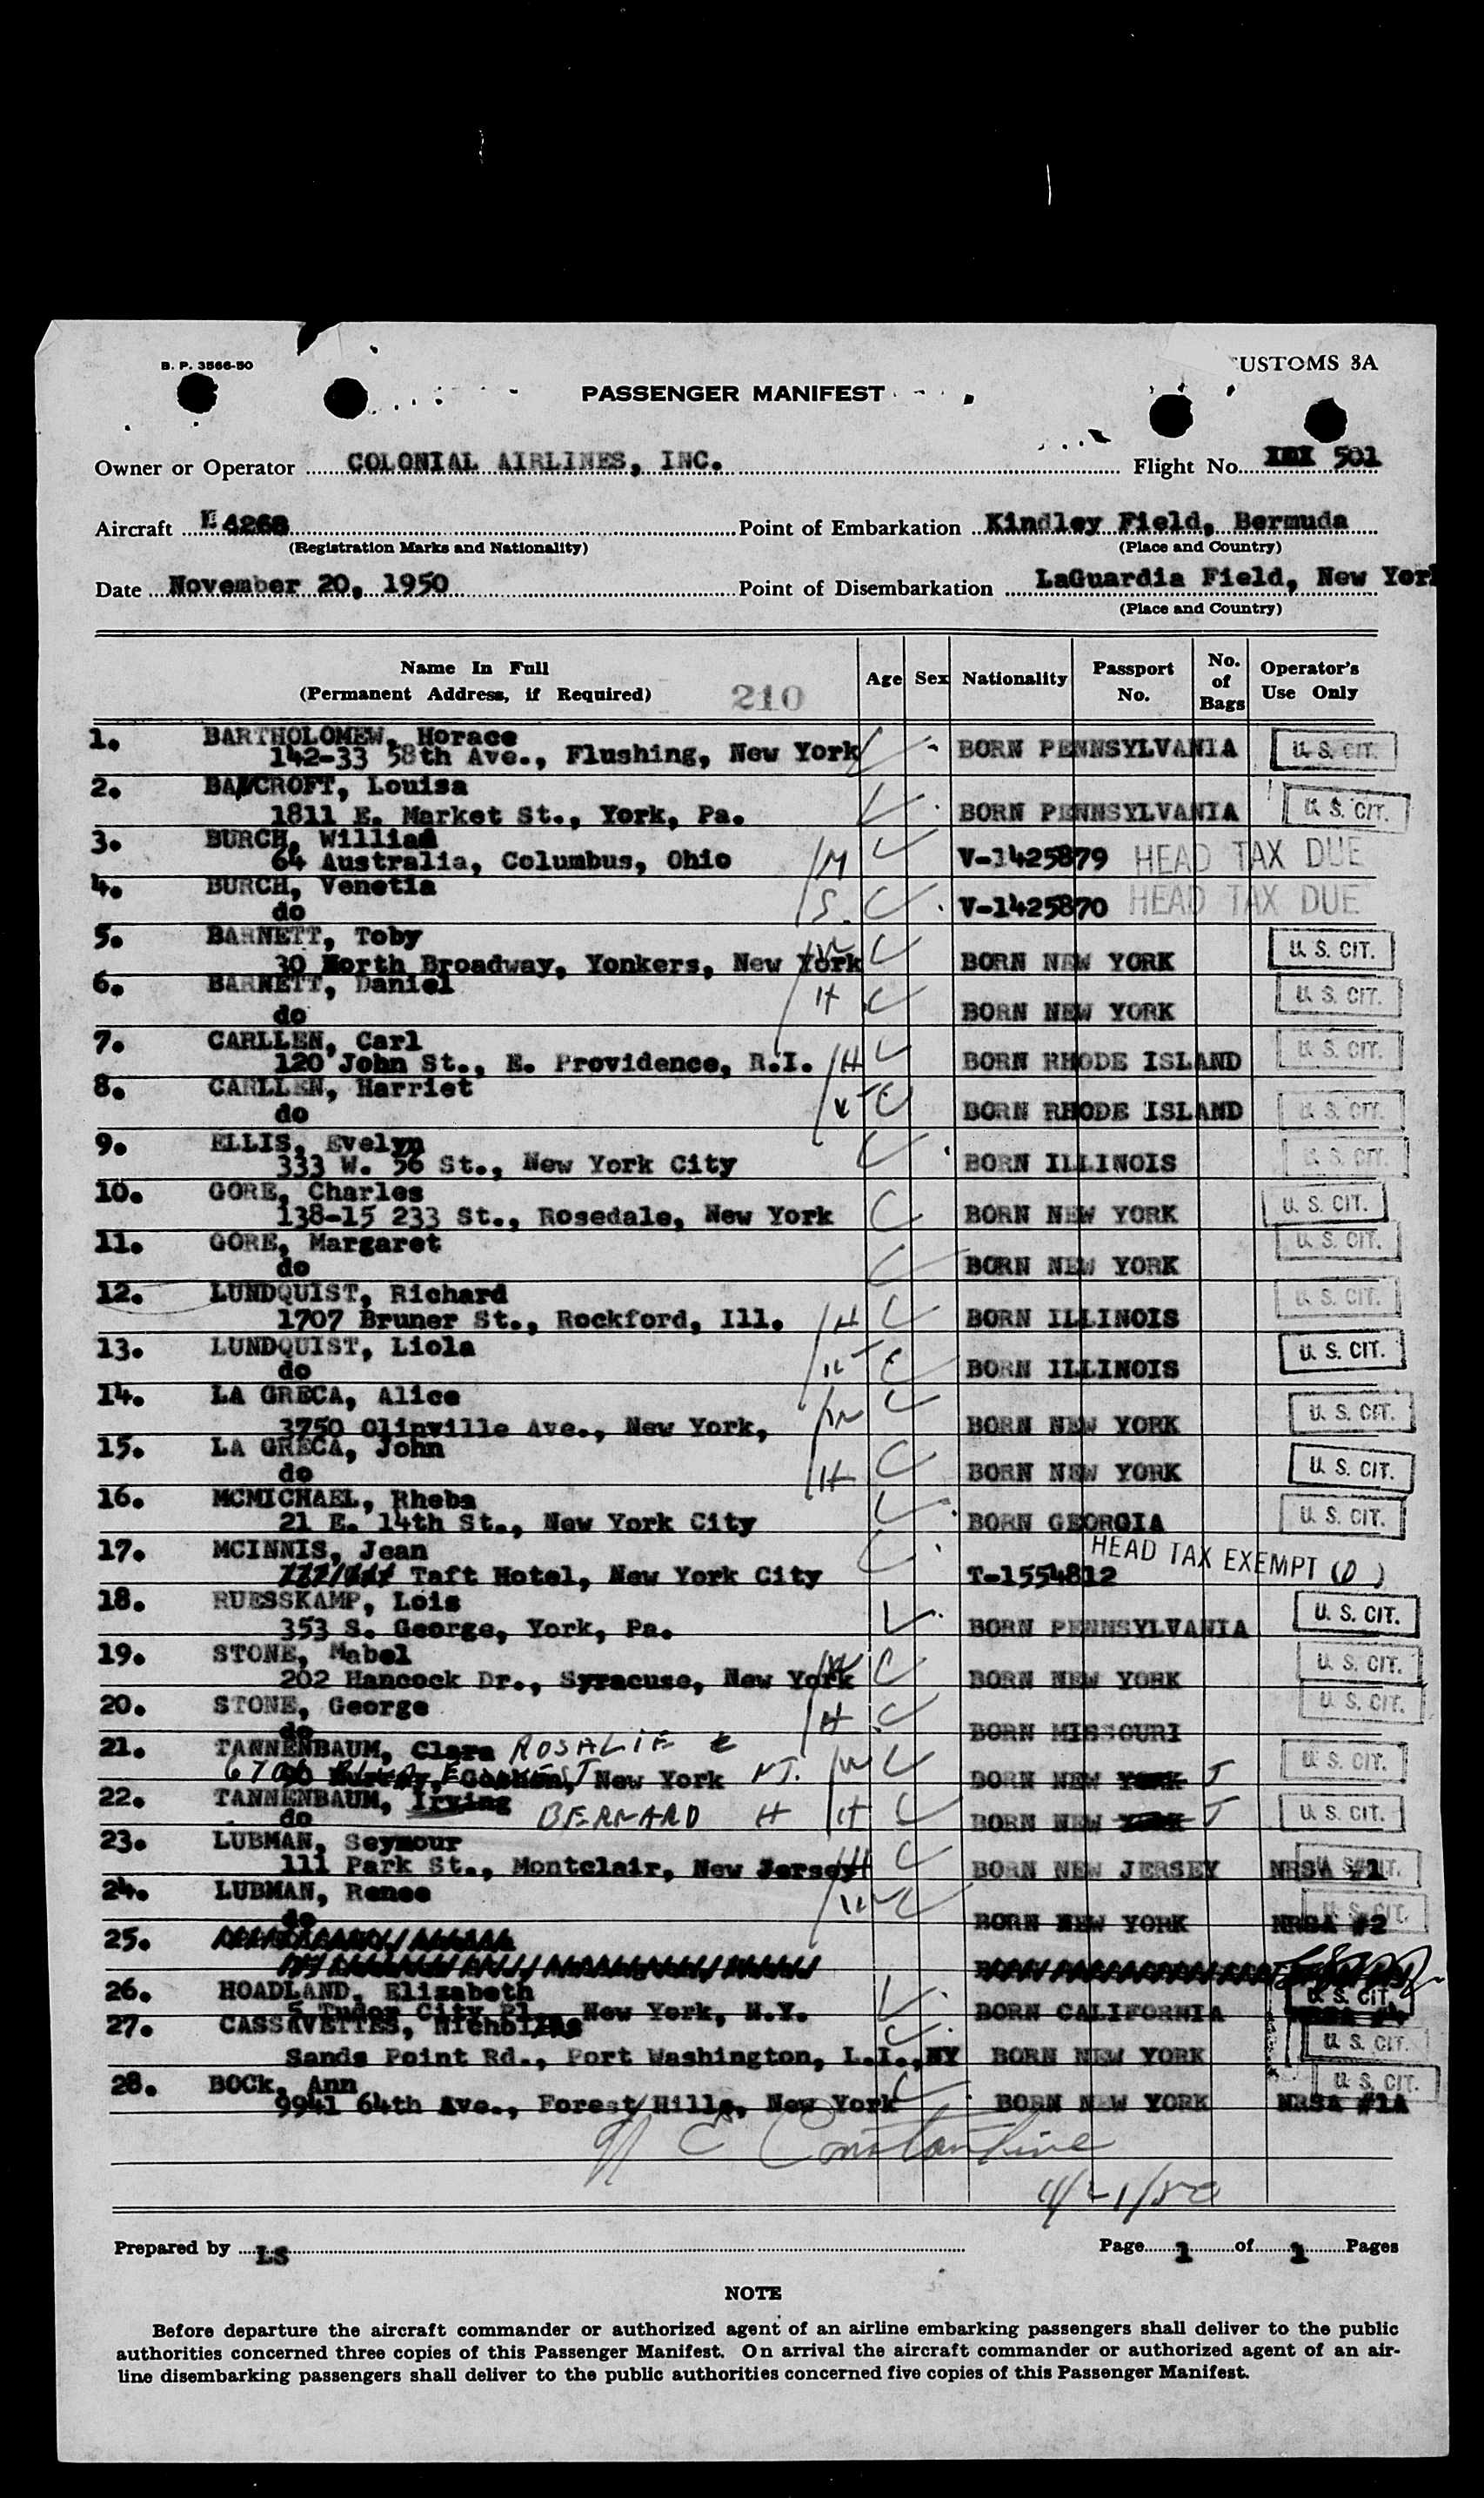 B. P. 3566-50
CUSTOMS 3A
PASSENGER MANIFEST
Owner or Operator COLONIAL AIRLINES, INC. Flight No. 501
Aircraft 4268 Point of Embarkation Kindley Field, Bermuda
(Registration Marks and Nationality) (Place and Country)
Date November 20, 1950 Point of Disembarkation LaGuardia Field, New York
(Place and Country)
Name In Full Age Sex Nationality Passport No. No. of Bags Operator's Use Only
(Permanent Address, if Required) 210
1. BARTHOLOMEW, Horace
142-33 58th Ave., Flushing, New York BORN PENNSYLVANIA U. S. CIT.
2. BANCROFT, Louisa
1811 E. Market St., York, Pa. BORN PENNSYLVANIA U. S. CIT.
3. BURCH, William
64 Australia, Columbus, Ohio M V-1425879 HEAD TAX DUE
4. BURCH, Venetia
do S. V-1425870 HEAD TAX DUE
5. BARNETT, Toby
30 North Broadway, Yonkers, New York W BORN NEW YORK U. S. CIT.
6. BARNETT, Daniel
do H BORN NEW YORK U. S. CIT.
7. CARLLEN, Carl
120 John St., E. Providence, R.I. H BORN RHODE ISLAND U. S. CIT.
8. CARLLEN, Harriet
do BORN RHODE ISLAND U. S. CIT.
9. ELLIS, Evelyn
333 W. 56 St., New York City BORN ILLINOIS U. S. CIT.
10. GORE, Charles
138-15 233 St., Rosedale, New York BORN NEW YORK U. S. CIT.
11. GORE, Margaret
do BORN NEW YORK U. S. CIT.
12. LUNDQUIST, Richard
1707 Bruner St., Rockford, Ill. H BORN ILLINOIS U. S. CIT.
13. LUNDQUIST, Liola
do W BORN ILLINOIS U. S. CIT.
14. LA GRECA, Alice
3750 Olinville Ave., New York, W BORN NEW YORK U. S. CIT.
15. LA GRECA, John
do H BORN NEW YORK U. S. CIT.
16. MCMICHAEL, Rheba
21 E. 14th St., New York City BORN GEORGIA U. S. CIT.
17. MCINNIS, Jean
Taft Hotel, New York City T-1554812 HEAD TAX EXEMPT (D)
18. RUESSKAMP, Lois
353 S. George, York, Pa. BORN PENNSYLVANIA U. S. CIT.
19. STONE, Mabel
202 Hancock Dr., Syracuse, New York W BORN NEW YORK U. S. CIT.
20. STONE, George
do H BORN MISSOURI U. S. CIT.
21. TANNENBAUM, Clara ROSALIE E
New York N.J. W BORN NEW York J U. S. CIT.
22. TANNENBAUM, Irving BERNARD H
do H BORN NEW York J U. S. CIT.
23. LUBMAN, Seymour
111 Park St., Montclair, New Jersey H BORN NEW JERSEY NRSA #1 U. S. CIT.
24. LUBMAN, Renee
do W BORN NEW YORK NRSA #2 U. S. CIT.
25.
26. HOADLAND, Elizabeth
5 Tudor City Pl. New York, N.Y. BORN CALIFORNIA U. S. CIT.
27. CASSAVETTES, Nicholas
Sands Point Rd., Port Washington, L.I.,NY BORN NEW YORK U. S. CIT.
28. BOCK, Ann
9941 64th Ave., Forest Hills, New York BORN NEW YORK NRSA #1A U. S. CIT.
Constantine
11/21/50
Prepared by LS Page 1 of 1 Pages
NOTE
Before departure the aircraft commander or authorized agent of an airline embarking passengers shall deliver to the public
authorities concerned three copies of this Passenger Manifest. On arrival the aircraft commander or authorized agent of an air-
line disembarking passengers shall deliver to the public authorities concerned five copies of this Passenger Manifest.